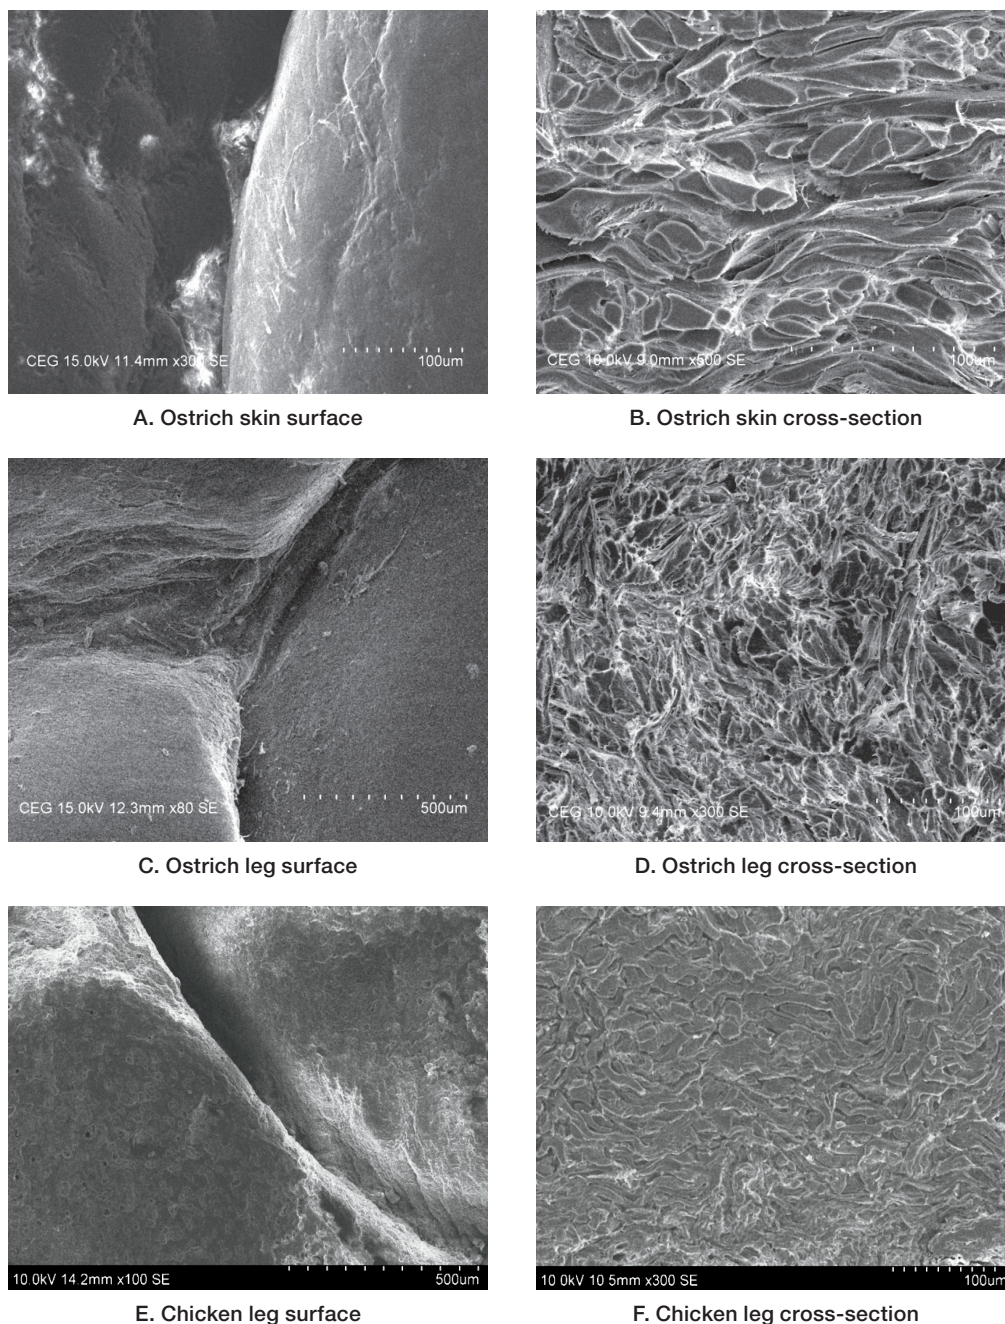 CEG 15.0kV 11.4mm x300 SE 100um
CEG 10.0kV 9.0mm x500 SE 100um
A. Ostrich skin surface
B. Ostrich skin cross-section
CEG 15.0kV 12.3mm x80 SE 500um
CEG 10.0kV 9.4mm x300 SE 100um
C. Ostrich leg surface
D. Ostrich leg cross-section
10.0kV 14.2mm x100 SE 500um
10 0kV 10 5mm x300 SE 100um
E. Chicken leg surface
F. Chicken leg cross-section